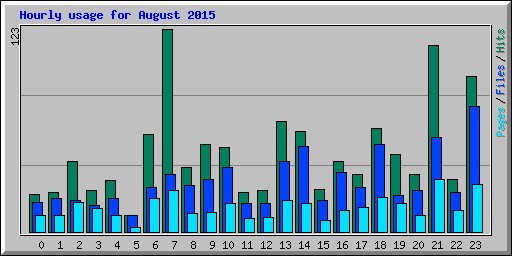 Hourly usage for August 2015
123
Pages/Files/Hits
0 1 2 3 4 5 6 7 8 9 10 11 12 13 14 15 16 17 18 19 20 21 22 23